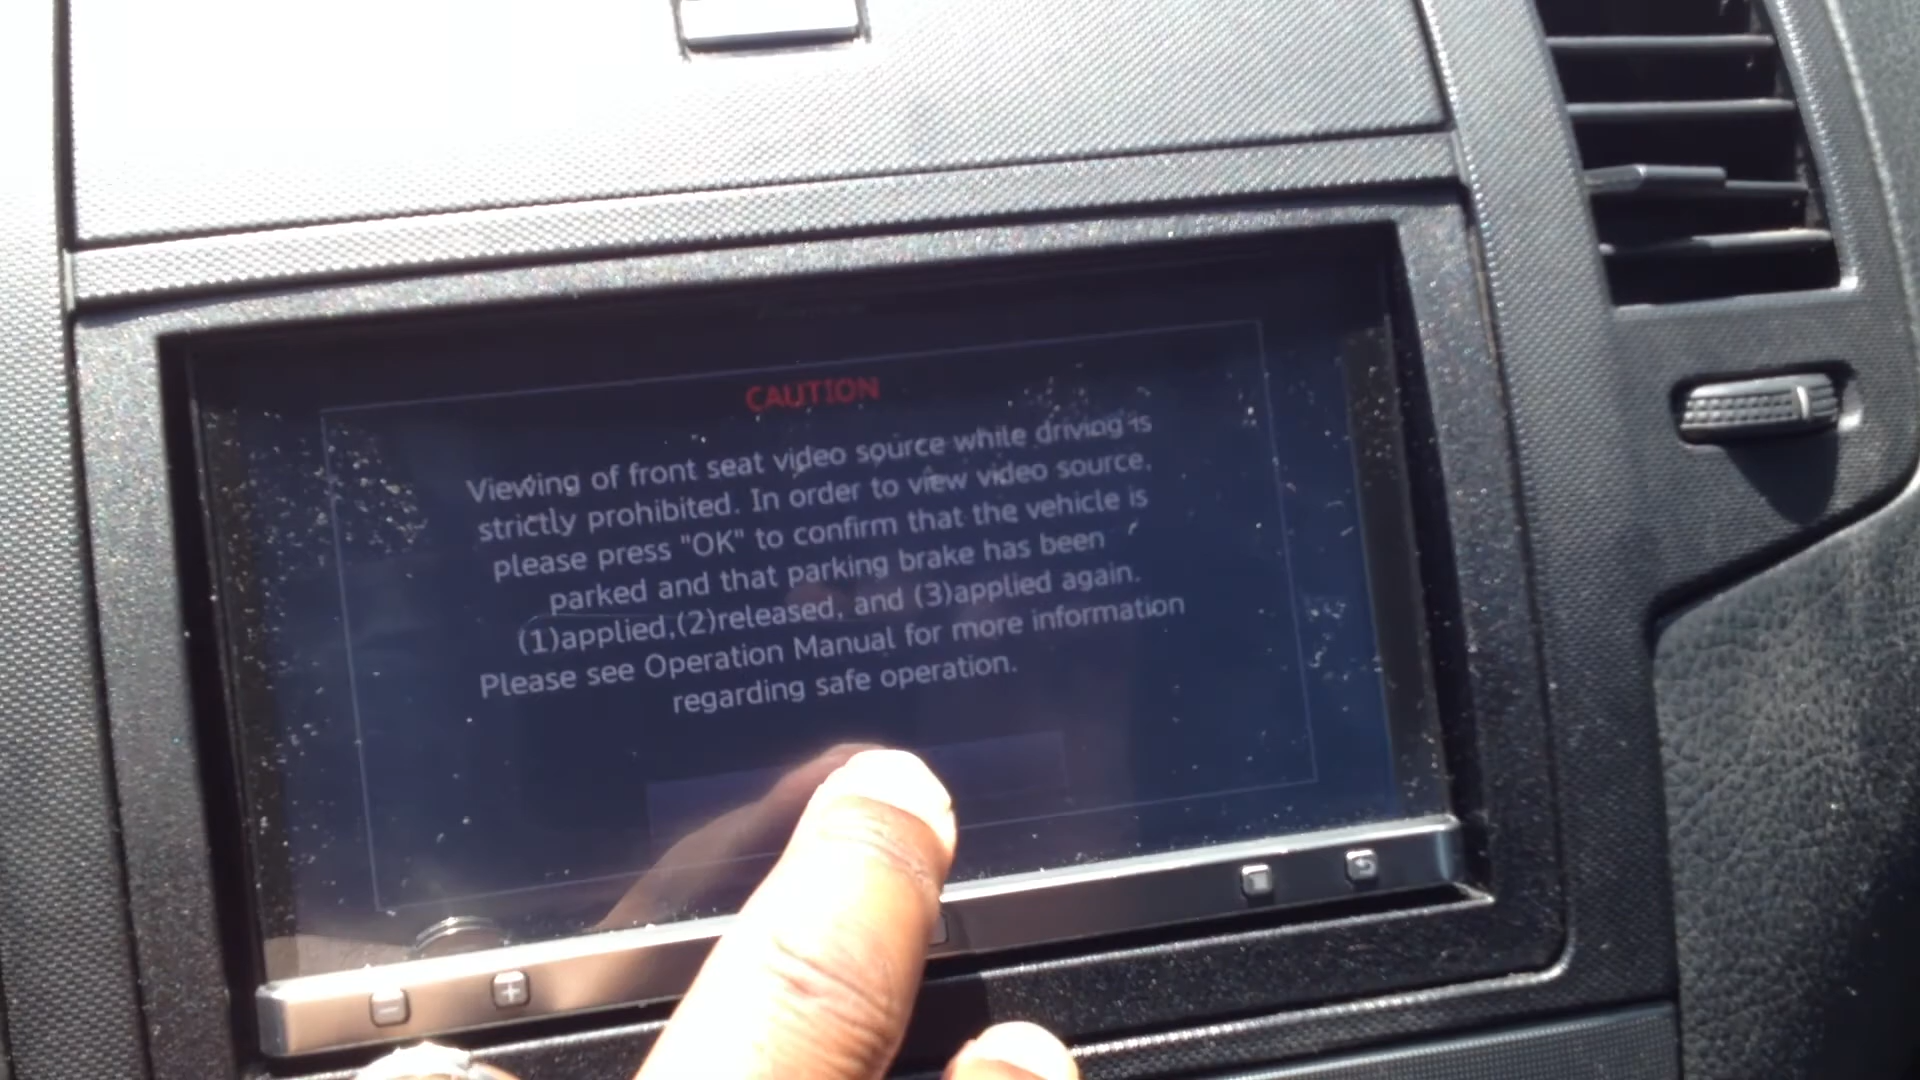 CAUTION
Viewing of front seat video source while driving is
strictly prohibited. In order to view video source,
please press "OK" to confirm that the vehicle is
parked and that parking brake has been
(1)applied,(2)released, and (3)applied again.
Please see Operation Manual for more information
regarding safe operation.